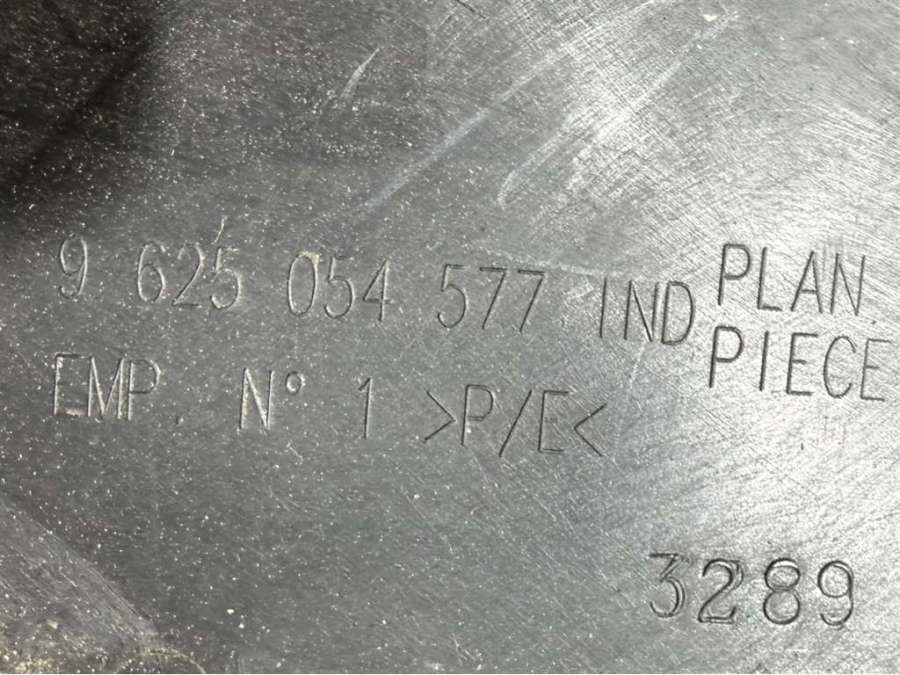 9 625 054 577 IND PLAN.
PIECE
EMP. N° 1 >P/E<
3289